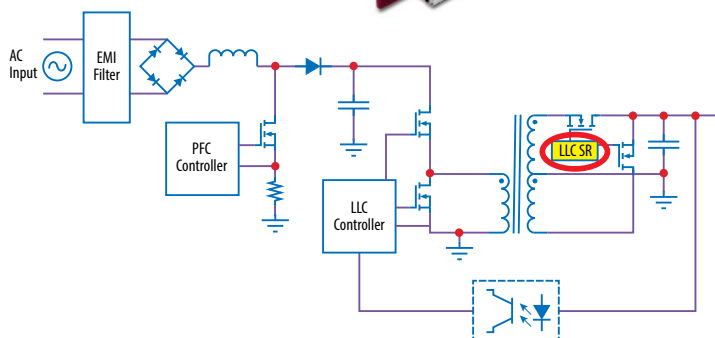 AC
Input
EMI
Filter
PFC
Controller
LLC
Controller
LLC SR